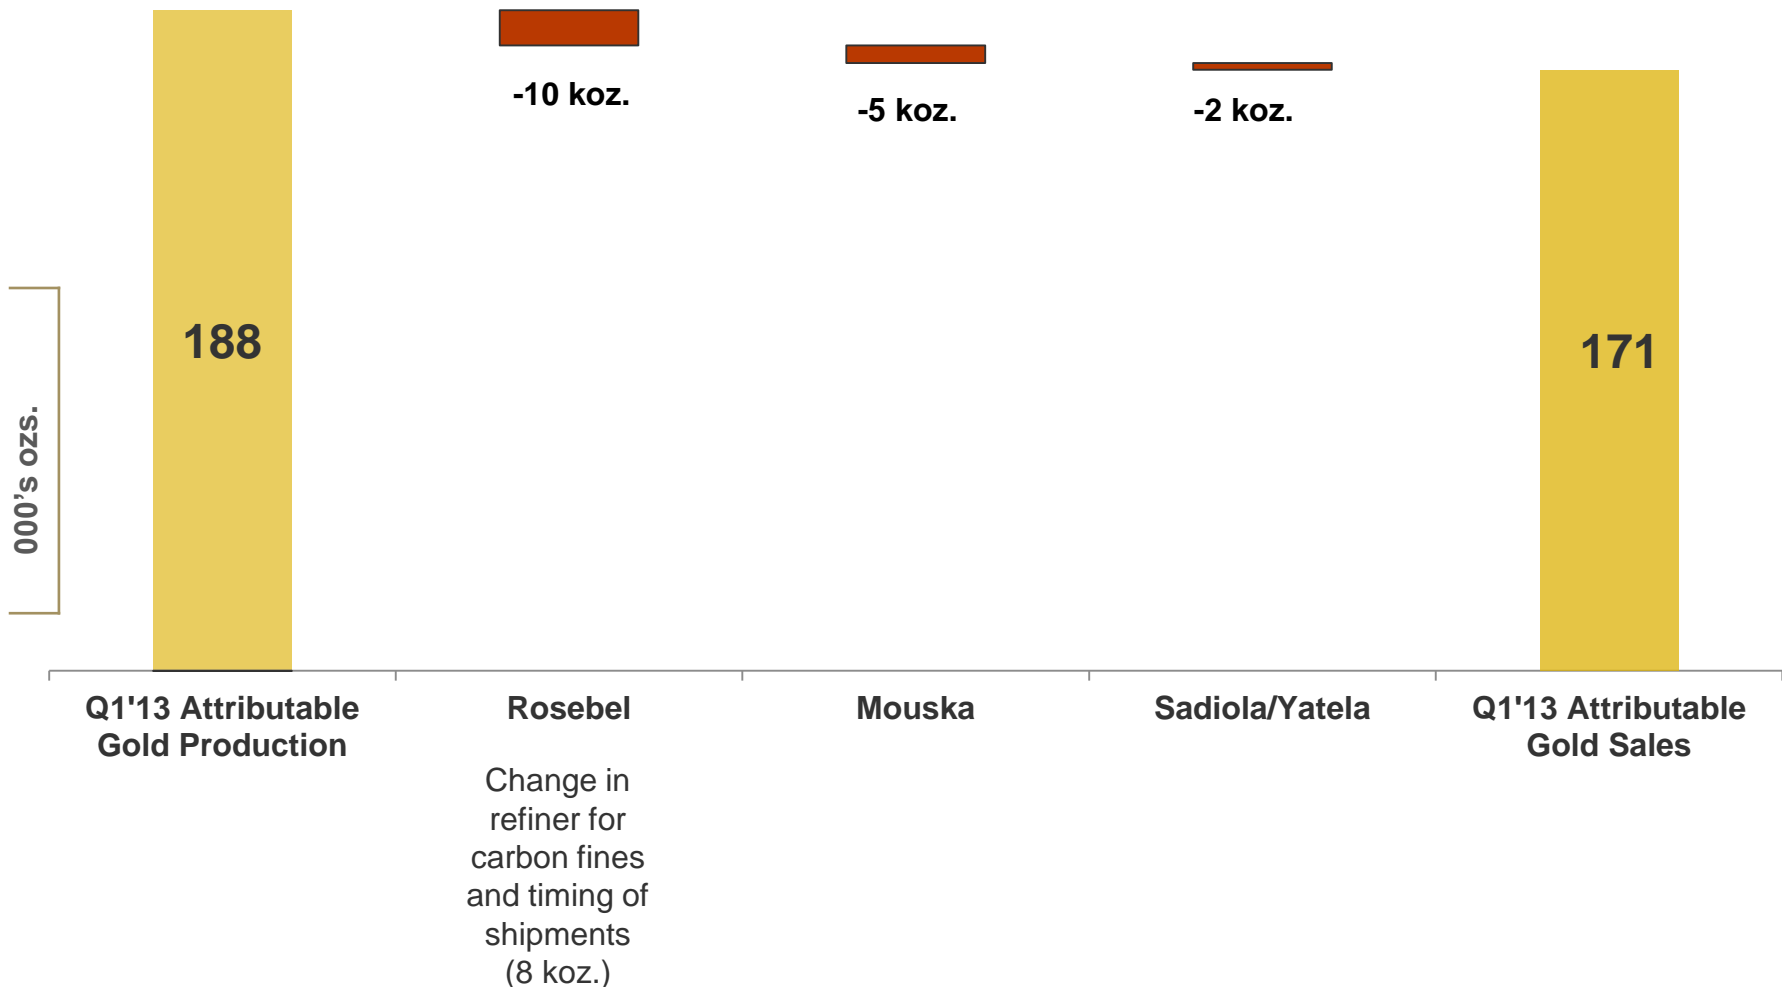 -10 koz.
-5 koz.
-2 koz.
188
171
000’s ozs.
Q1'13 Attributable
Gold Production
Rosebel
Mouska
Sadiola/Yatela
Q1'13 Attributable
Gold Sales
Change in
refiner for
carbon fines
and timing of
shipments
(8 koz.)